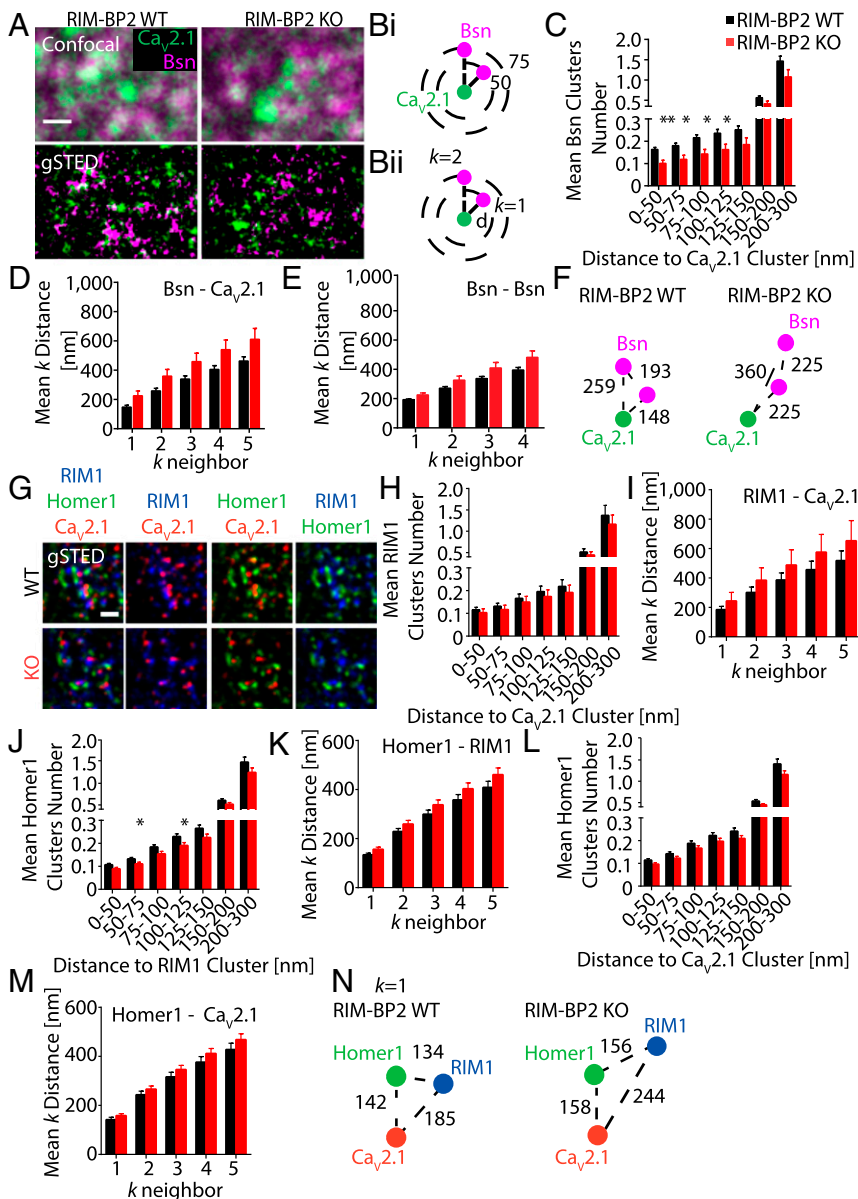 A
RIM-BP2 WT
RIM-BP2 KO
Confocal
CaV2.1
Bsn
gSTED
Bi
Bsn
75
50
CaV2.1
Bii
k=2
k=1
d
C
RIM-BP2 WT
RIM-BP2 KO
Mean Bsn Clusters
Number
2.0
1.5
1.0
0.5
0.3
0.2
0.1
0
** * * *
0-50
50-75
75-100
100-125
125-150
150-200
200-300
Distance to CaV2.1 Cluster [nm]
D
Bsn - CaV2.1
Mean k Distance
[nm]
1,000
800
600
400
200
0
1 2 3 4 5
k neighbor
E
Bsn - Bsn
Mean k Distance
[nm]
1,000
800
600
400
200
0
1 2 3 4
k neighbor
F
RIM-BP2 WT
RIM-BP2 KO
Bsn
193
259
148
CaV2.1
Bsn
360
225
225
CaV2.1
G
RIM1
Homer1
CaV2.1
RIM1
CaV2.1
Homer1
CaV2.1
RIM1
Homer1
gSTED
WT
KO
H
Mean RIM1
Clusters Number
2.0
1.5
1.0
0.5
0.3
0.2
0.1
0
0-50
50-75
75-100
100-125
125-150
150-200
200-300
Distance to CaV2.1 Cluster [nm]
I
RIM1 - CaV2.1
Mean k Distance [nm]
1,000
800
600
400
200
0
1 2 3 4 5
k neighbor
J
Mean Homer1
Clusters Number
2.0
1.5
1.0
0.5
0.3
0.2
0.1
0
* *
0-50
50-75
75-100
100-125
125-150
150-200
200-300
Distance to RIM1 Cluster [nm]
K
Homer1 - RIM1
Mean k Distance [nm]
600
400
200
0
1 2 3 4 5
k neighbor
L
Mean Homer1
Clusters Number
2.0
1.5
1.0
0.5
0.3
0.2
0.1
0
0-50
50-75
75-100
100-125
125-150
150-200
200-300
Distance to CaV2.1 Cluster [nm]
M
Homer1 - CaV2.1
Mean k Distance [nm]
600
400
200
0
1 2 3 4 5
k neighbor
N
k=1
RIM-BP2 WT
RIM-BP2 KO
Homer1
134
RIM1
142
185
CaV2.1
RIM1
Homer1
156
158
244
CaV2.1